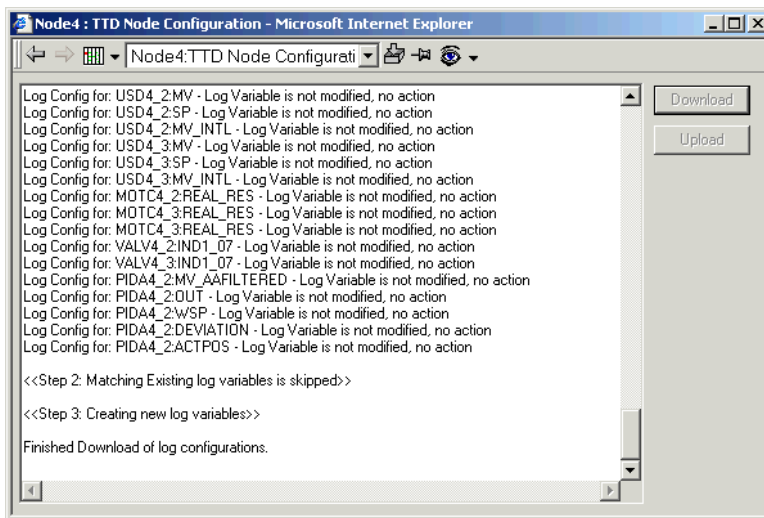 Node4 : TTD Node Configuration - Microsoft Internet Explorer
Node4:TTD Node Configurati
Log Config for: USD4_2:MV - Log Variable is not modified, no action
Log Config for: USD4_2:SP - Log Variable is not modified, no action
Log Config for: USD4_2:MV_INTL - Log Variable is not modified, no action
Log Config for: USD4_3:MV - Log Variable is not modified, no action
Log Config for: USD4_3:SP - Log Variable is not modified, no action
Log Config for: USD4_3:MV_INTL - Log Variable is not modified, no action
Log Config for: MOTC4_2:REAL_RES - Log Variable is not modified, no action
Log Config for: MOTC4_3:REAL_RES - Log Variable is not modified, no action
Log Config for: MOTC4_3:REAL_RES - Log Variable is not modified, no action
Log Config for: VALV4_2:IND1_07 - Log Variable is not modified, no action
Log Config for: VALV4_3:IND1_07 - Log Variable is not modified, no action
Log Config for: PIDA4_2:MV_AAFILTERED - Log Variable is not modified, no action
Log Config for: PIDA4_2:OUT - Log Variable is not modified, no action
Log Config for: PIDA4_2:WSP - Log Variable is not modified, no action
Log Config for: PIDA4_2:DEVIATION - Log Variable is not modified, no action
Log Config for: PIDA4_2:ACTPOS - Log Variable is not modified, no action
<<Step 2: Matching Existing log variables is skipped>>
<<Step 3: Creating new log variables>>
Finished Download of log configurations.
Download
Upload